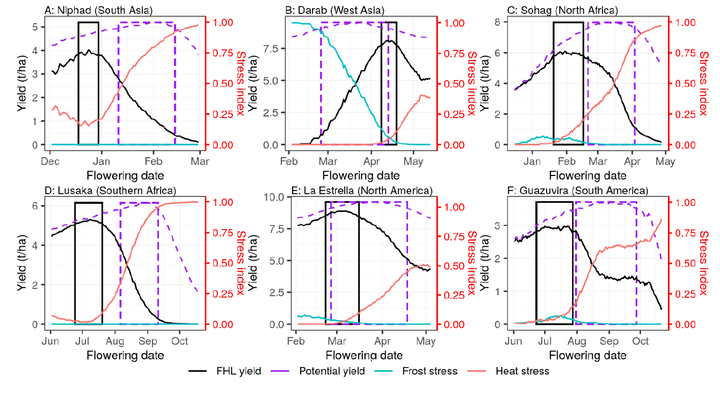 A: Niphad (South Asia)
B: Darab (West Asia)
C: Sohag (North Africa)
Yield (t/ha)
5
4
3
2
1
0
1.00
0.75
0.50
0.25
0.00
Stress index
Dec Jan Feb Mar
Flowering date
Yield (t/ha)
7.5
5.0
2.5
0.0
1.00
0.75
0.50
0.25
0.00
Stress index
Feb Mar Apr May
Flowering date
Yield (t/ha)
8
6
4
2
0
1.00
0.75
0.50
0.25
0.00
Stress index
Jan Feb Mar Apr May
Flowering date
D: Lusaka (Southern Africa)
E: La Estrella (North America)
F: Guazuvira (South America)
Yield (t/ha)
6
4
2
0
1.00
0.75
0.50
0.25
0.00
Stress index
Jun Jul Aug Sep Oct
Flowering date
Yield (t/ha)
10.0
7.5
5.0
2.5
0.0
1.00
0.75
0.50
0.25
0.00
Stress index
Feb Mar Apr May
Flowering date
Yield (t/ha)
3
2
1
0
1.00
0.75
0.50
0.25
0.00
Stress index
Jun Jul Aug Sep Oct
Flowering date
FHL yield Potential yield Frost stress Heat stress